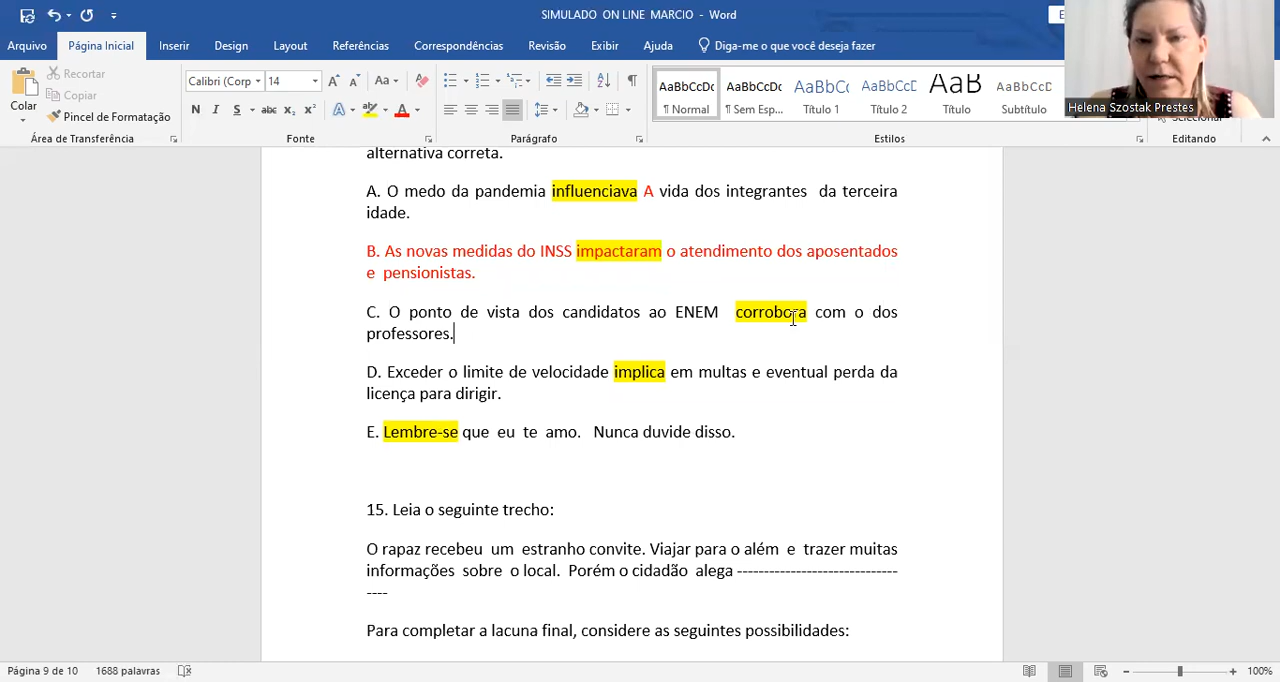 SIMULADO ON LINE MARCIO - Word
E
Arquivo Página Inicial Inserir Design Layout Referências Correspondências Revisão Exibir Ajuda Diga-me o que você deseja fazer
Colar
Recortar
Copiar
Pincel de Formatação
Área de Transferência
Calibri (Corp 14
N I S abc x₂ x²
Fonte
Parágrafo
AaBbCcDc AaBbCcDc AaBbCc AaBbCcD AaB AaBbCcD
¶ Normal ¶ Sem Esp... Título 1 Título 2 Título Subtítulo
Estilos
Editando
Helena Szostak Prestes
alternativa correta.
A. O medo da pandemia influenciava A vida dos integrantes da terceira
idade.
B. As novas medidas do INSS impactaram o atendimento dos aposentados
e pensionistas.
C. O ponto de vista dos candidatos ao ENEM corrobora com o dos
professores.
D. Exceder o limite de velocidade implica em multas e eventual perda da
licença para dirigir.
E. Lembre-se que eu te amo. Nunca duvide disso.
15. Leia o seguinte trecho:
O rapaz recebeu um estranho convite. Viajar para o além e trazer muitas
informações sobre o local. Porém o cidadão alega --------------------------------
----
Para completar a lacuna final, considere as seguintes possibilidades:
Página 9 de 10 1688 palavras
100%